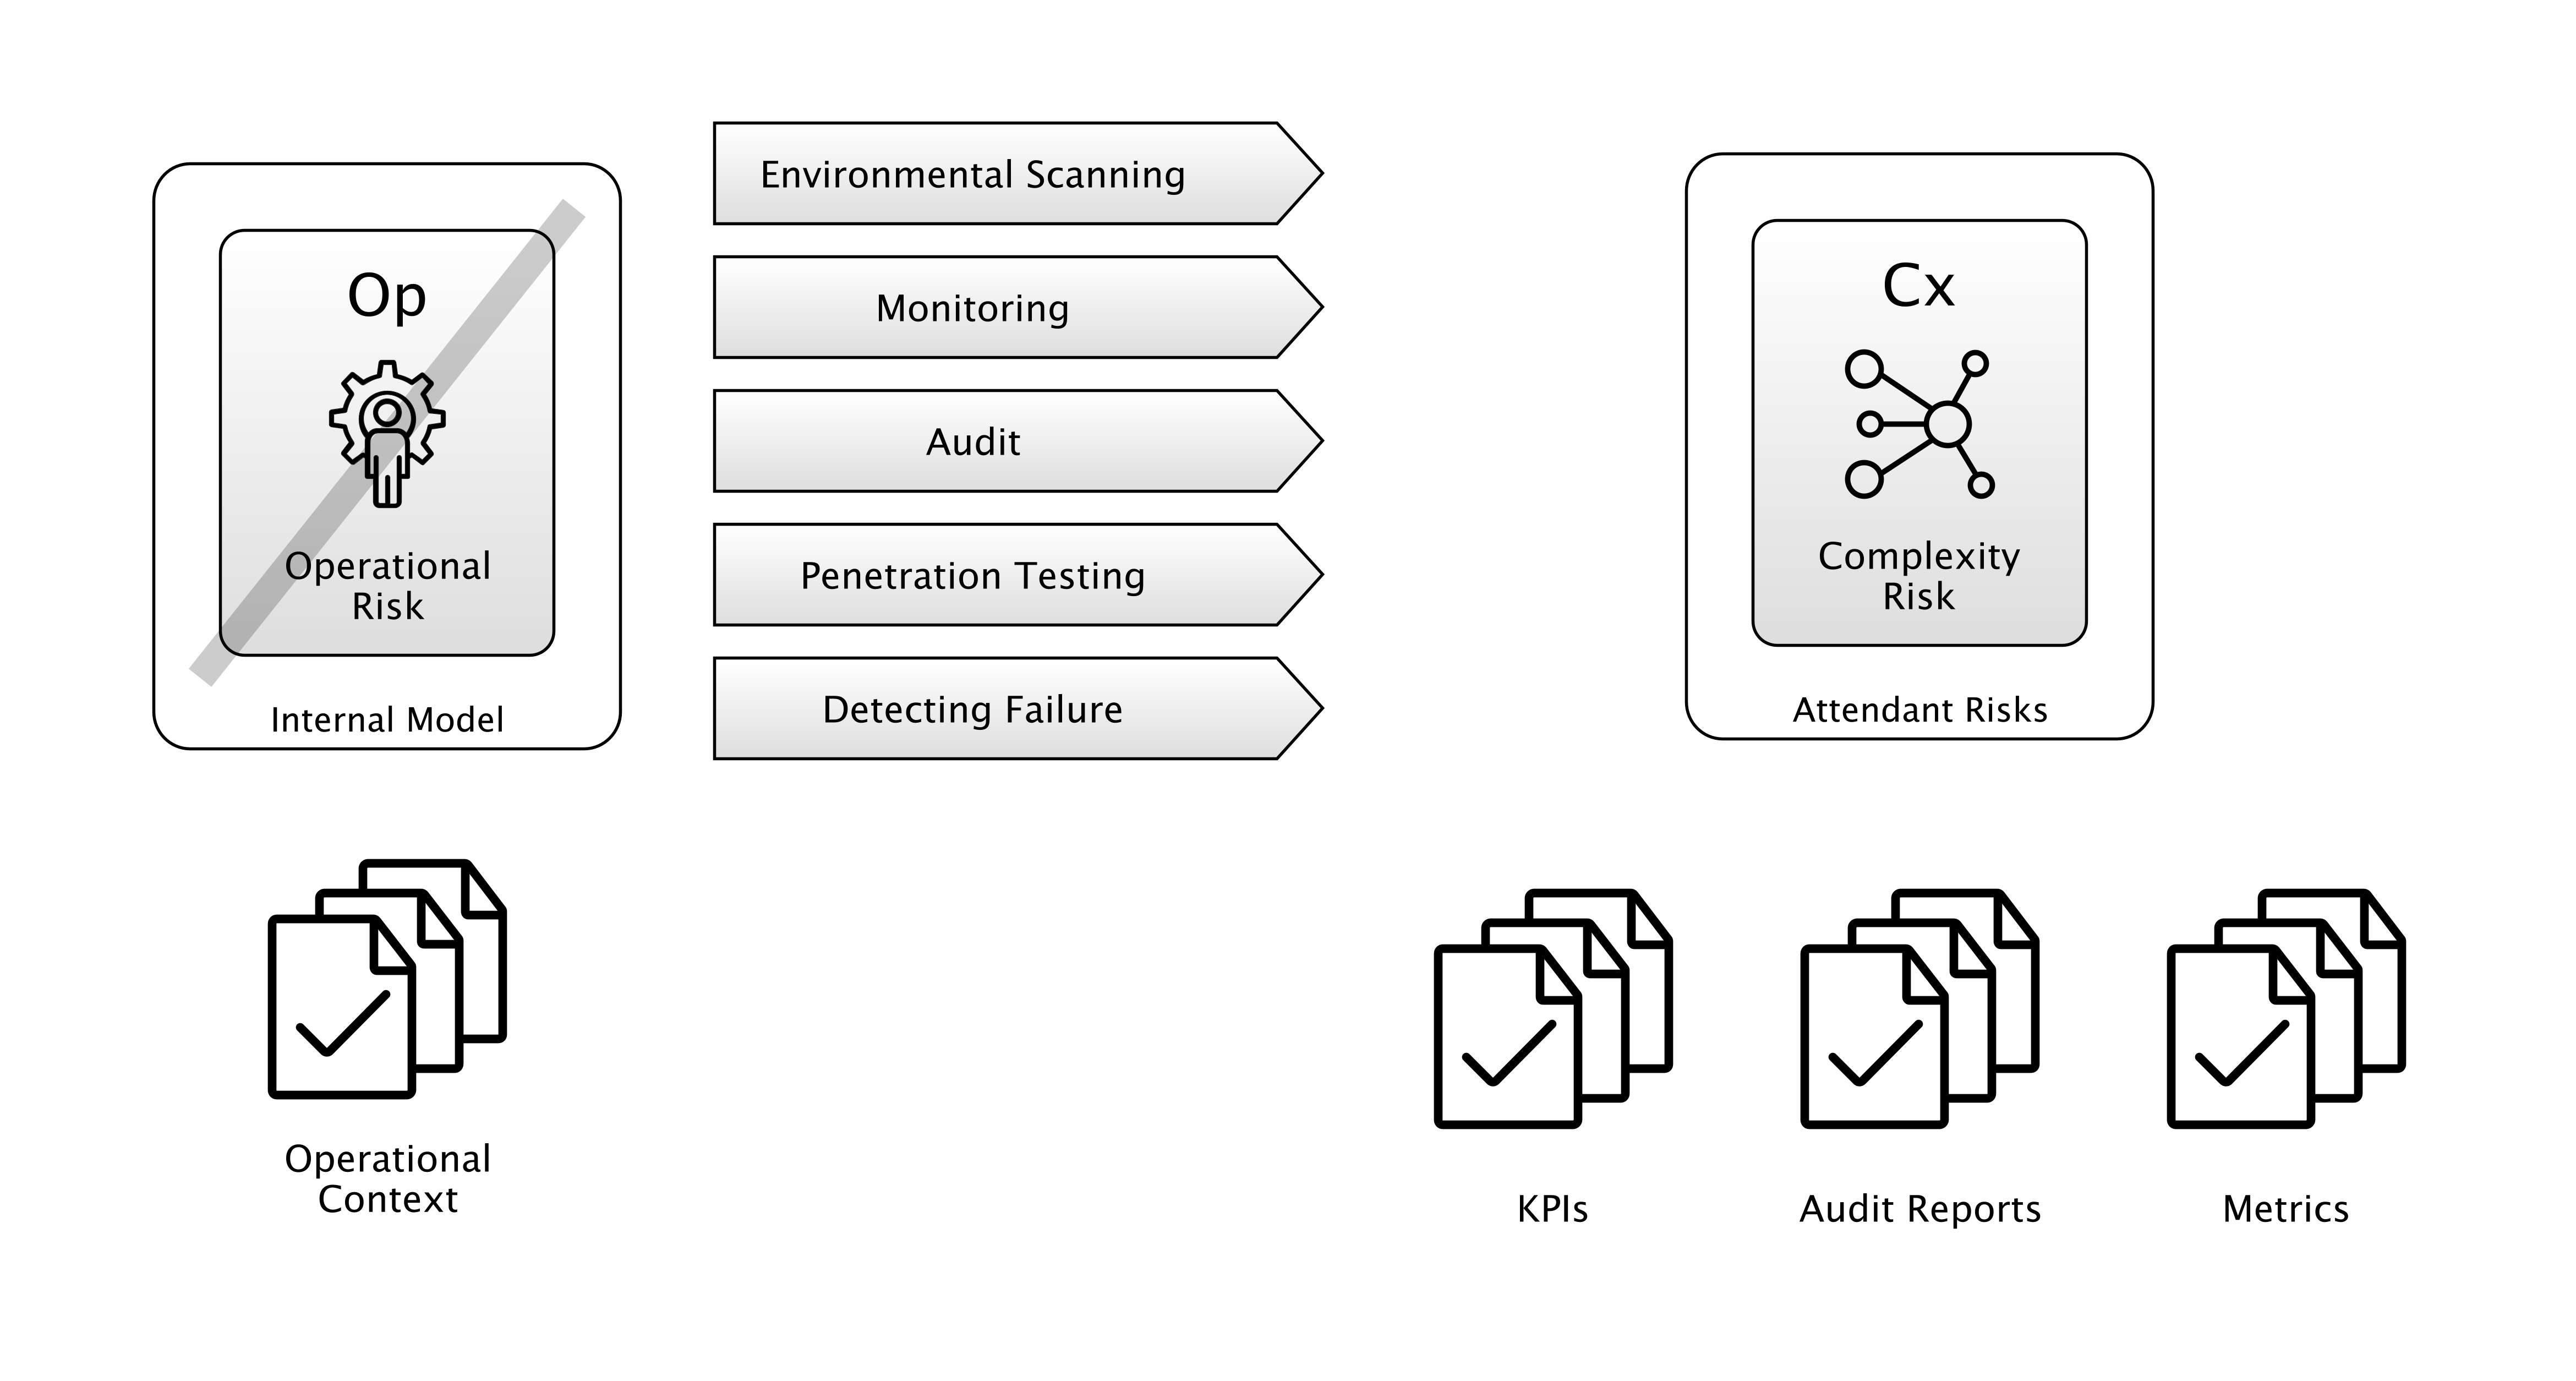 Op
Operational
Risk
Internal Model
Environmental Scanning
Monitoring
Audit
Penetration Testing
Detecting Failure
Cx
Complexity
Risk
Attendant Risks
Operational
Context
KPIs
Audit Reports
Metrics